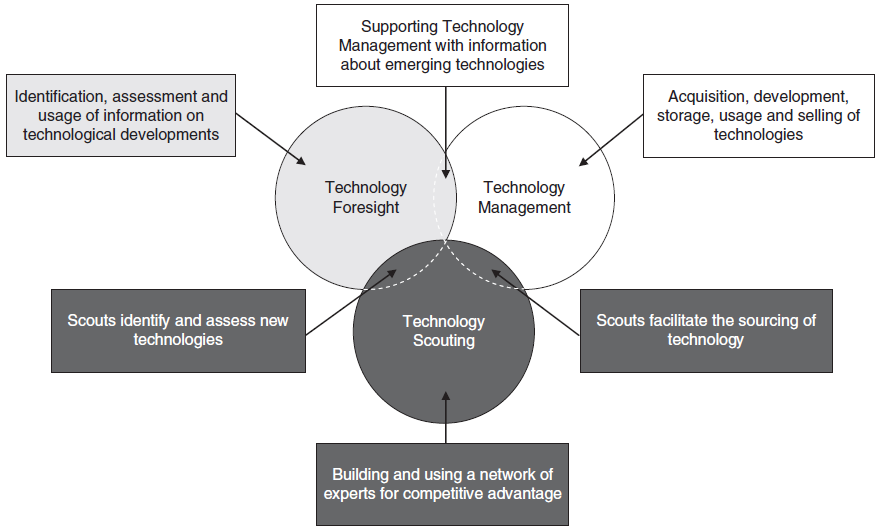 Supporting Technology
Management with information
about emerging technologies
Identification, assessment and
usage of information on
technological developments
Acquisition, development,
storage, usage and selling of
technologies
Technology
Foresight
Technology
Management
Scouts identify and assess new
technologies
Technology
Scouting
Scouts facilitate the sourcing of
technology
Building and using a network of
experts for competitive advantage